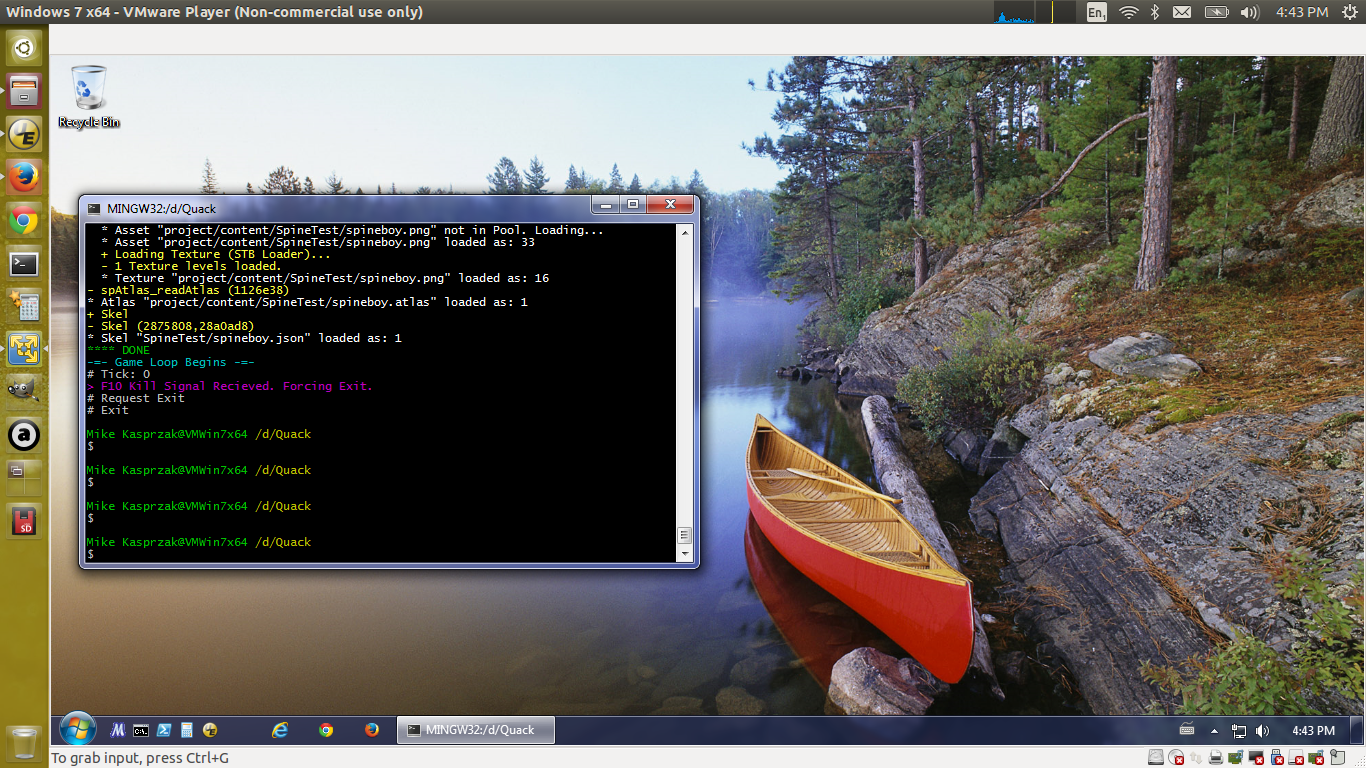 Windows 7 x64 - VMware Player (Non-commercial use only)
En1
4:43 PM
Recycle Bin
MINGW32:/d/Quack
* Asset "project/content/SpineTest/spineboy.png" not in Pool. Loading...
* Asset "project/content/SpineTest/spineboy.png" loaded as: 33
+ Loading Texture (STB Loader)...
- 1 Texture levels loaded.
* Texture "project/content/SpineTest/spineboy.png" loaded as: 16
- spAtlas_readAtlas (1126e38)
* Atlas "project/content/SpineTest/spineboy.atlas" loaded as: 1
+ Skel
- Skel (2875808,28a0ad8)
* Skel "SpineTest/spineboy.json" loaded as: 1
**** DONE
-=- Game Loop Begins -=-
# Tick: 0
> F10 Kill Signal Recieved. Forcing Exit.
# Request Exit
# Exit
Mike Kasprzak@VMWin7x64 /d/Quack
$
Mike Kasprzak@VMWin7x64 /d/Quack
$
Mike Kasprzak@VMWin7x64 /d/Quack
$
Mike Kasprzak@VMWin7x64 /d/Quack
$
SD
MINGW32:/d/Quack
4:43 PM
To grab input, press Ctrl+G